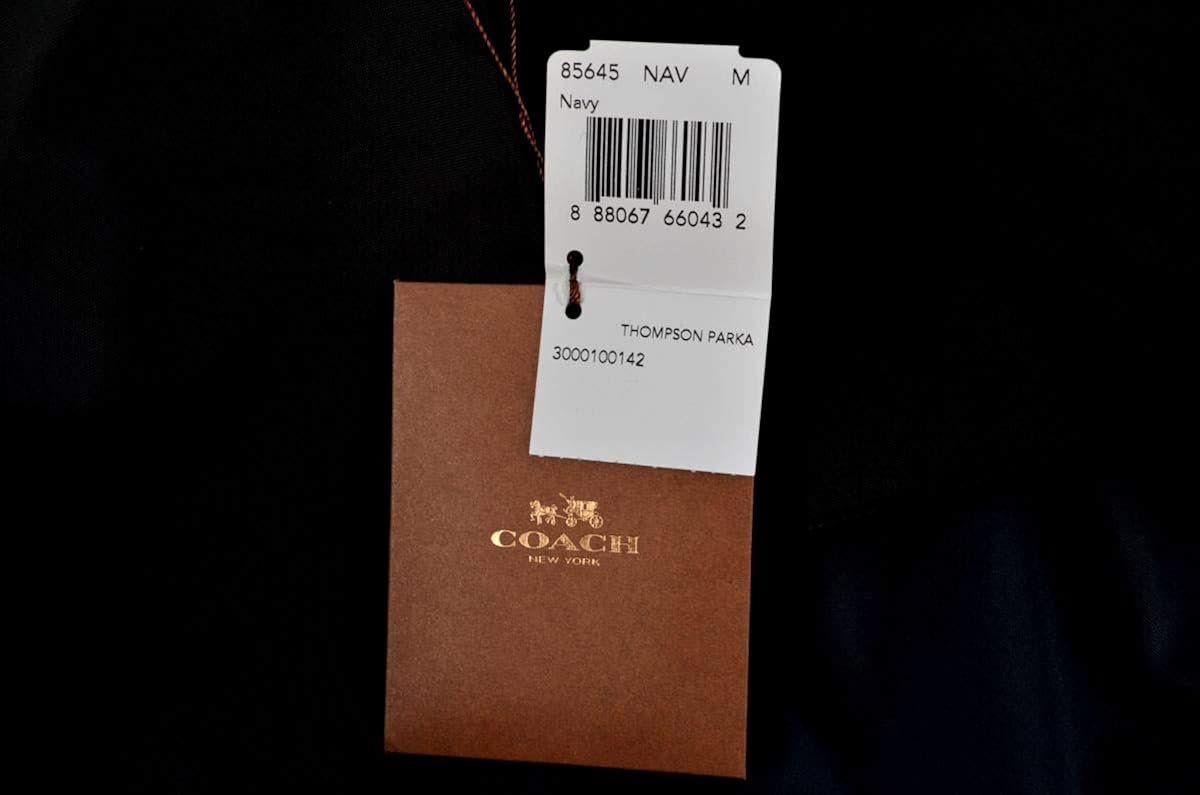 85645 NAV M
Navy
8 88067 66043 2
THOMPSON PARKA
3000100142
COACH
NEW YORK